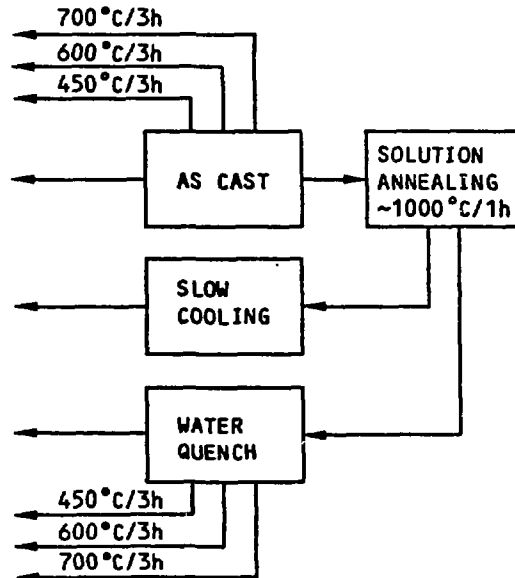 700°C/3h
600°C/3h
450°C/3h
AS CAST
SOLUTION
ANNEALING
~1000°C/1h
SLOW
COOLING
WATER
QUENCH
450°C/3h
600°C/3h
700°C/3h